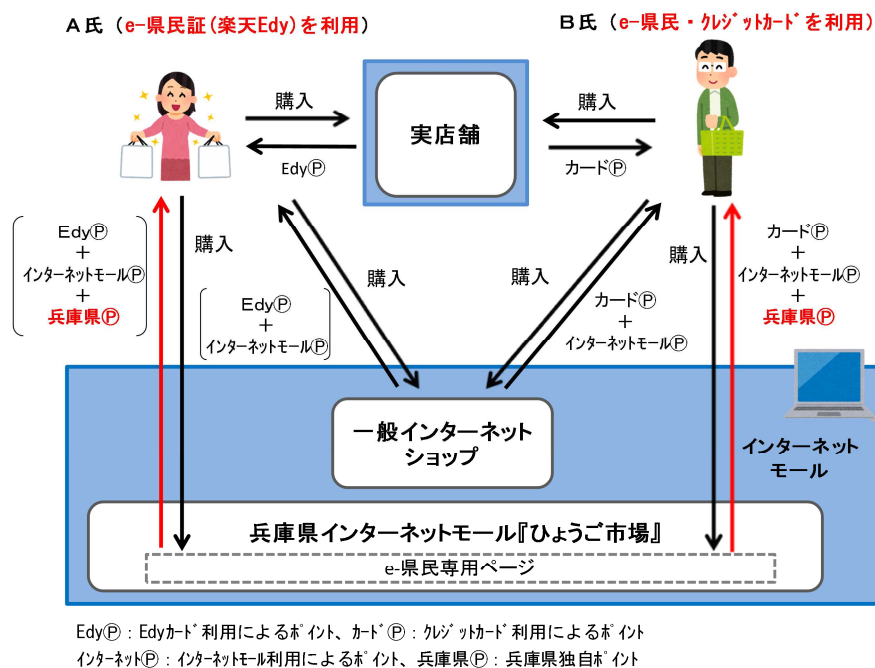 A氏（e-県民証(楽天Edy)を利用）
B氏（e-県民・ｸﾚｼﾞｯﾄｶｰﾄﾞを利用）
購入
実店舗
購入
EdyⓅ
カードⓅ
EdyⓅ
+
ｲﾝﾀｰﾈｯﾄﾓｰﾙⓅ
+
兵庫県Ⓟ
購入
EdyⓅ
+
ｲﾝﾀｰﾈｯﾄﾓｰﾙⓅ
購入
購入
カードⓅ
+
ｲﾝﾀｰﾈｯﾄﾓｰﾙⓅ
購入
カードⓅ
+
ｲﾝﾀｰﾈｯﾄﾓｰﾙⓅ
+
兵庫県Ⓟ
一般インターネット
ショップ
インターネット
モール
兵庫県インターネットモール『ひょうご市場』
e-県民専用ページ
EdyⓅ：Edyｶｰﾄﾞ利用によるﾎﾟｲﾝﾄ、ｶｰﾄﾞⓅ：ｸﾚｼﾞｯﾄｶｰﾄﾞ利用によるﾎﾟｲﾝﾄ
ｲﾝﾀｰﾈｯﾄⓅ：ｲﾝﾀｰﾈｯﾄﾓｰﾙ利用によるﾎﾟｲﾝﾄ、兵庫県Ⓟ：兵庫県独自ﾎﾟｲﾝﾄ